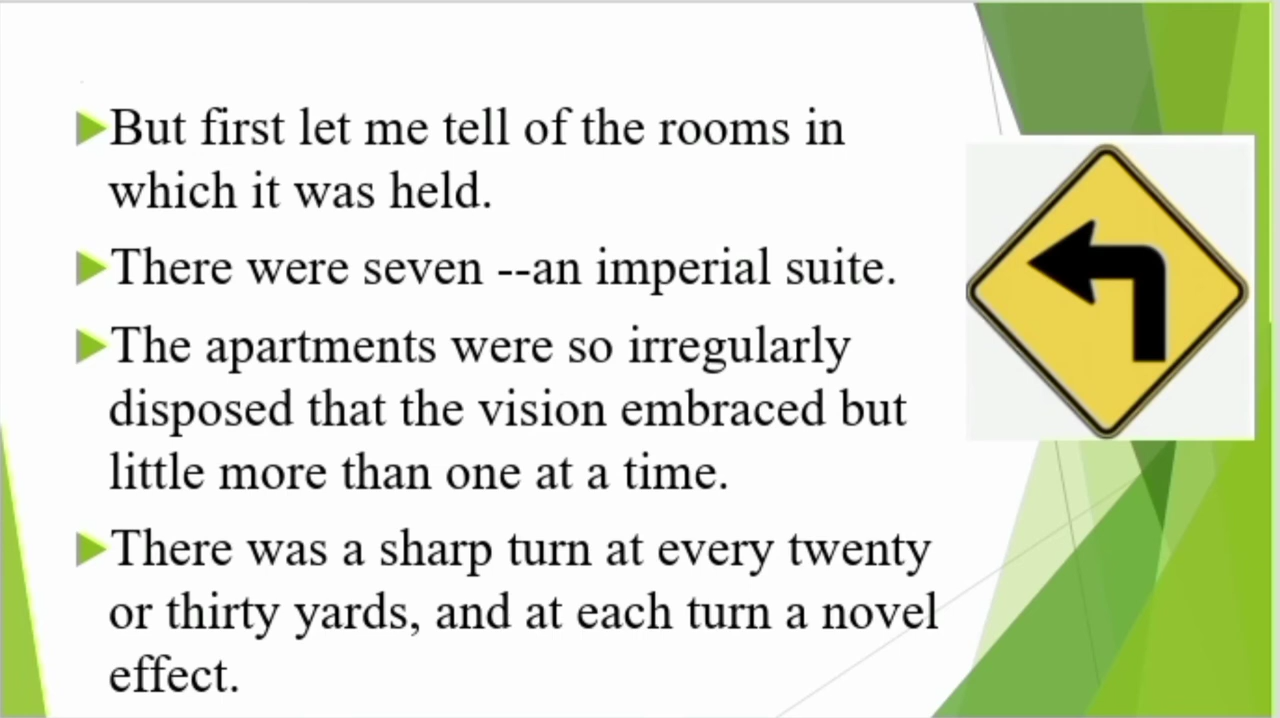 But first let me tell of the rooms in
which it was held.
There were seven --an imperial suite.
The apartments were so irregularly
disposed that the vision embraced but
little more than one at a time.
There was a sharp turn at every twenty
or thirty yards, and at each turn a novel
effect.